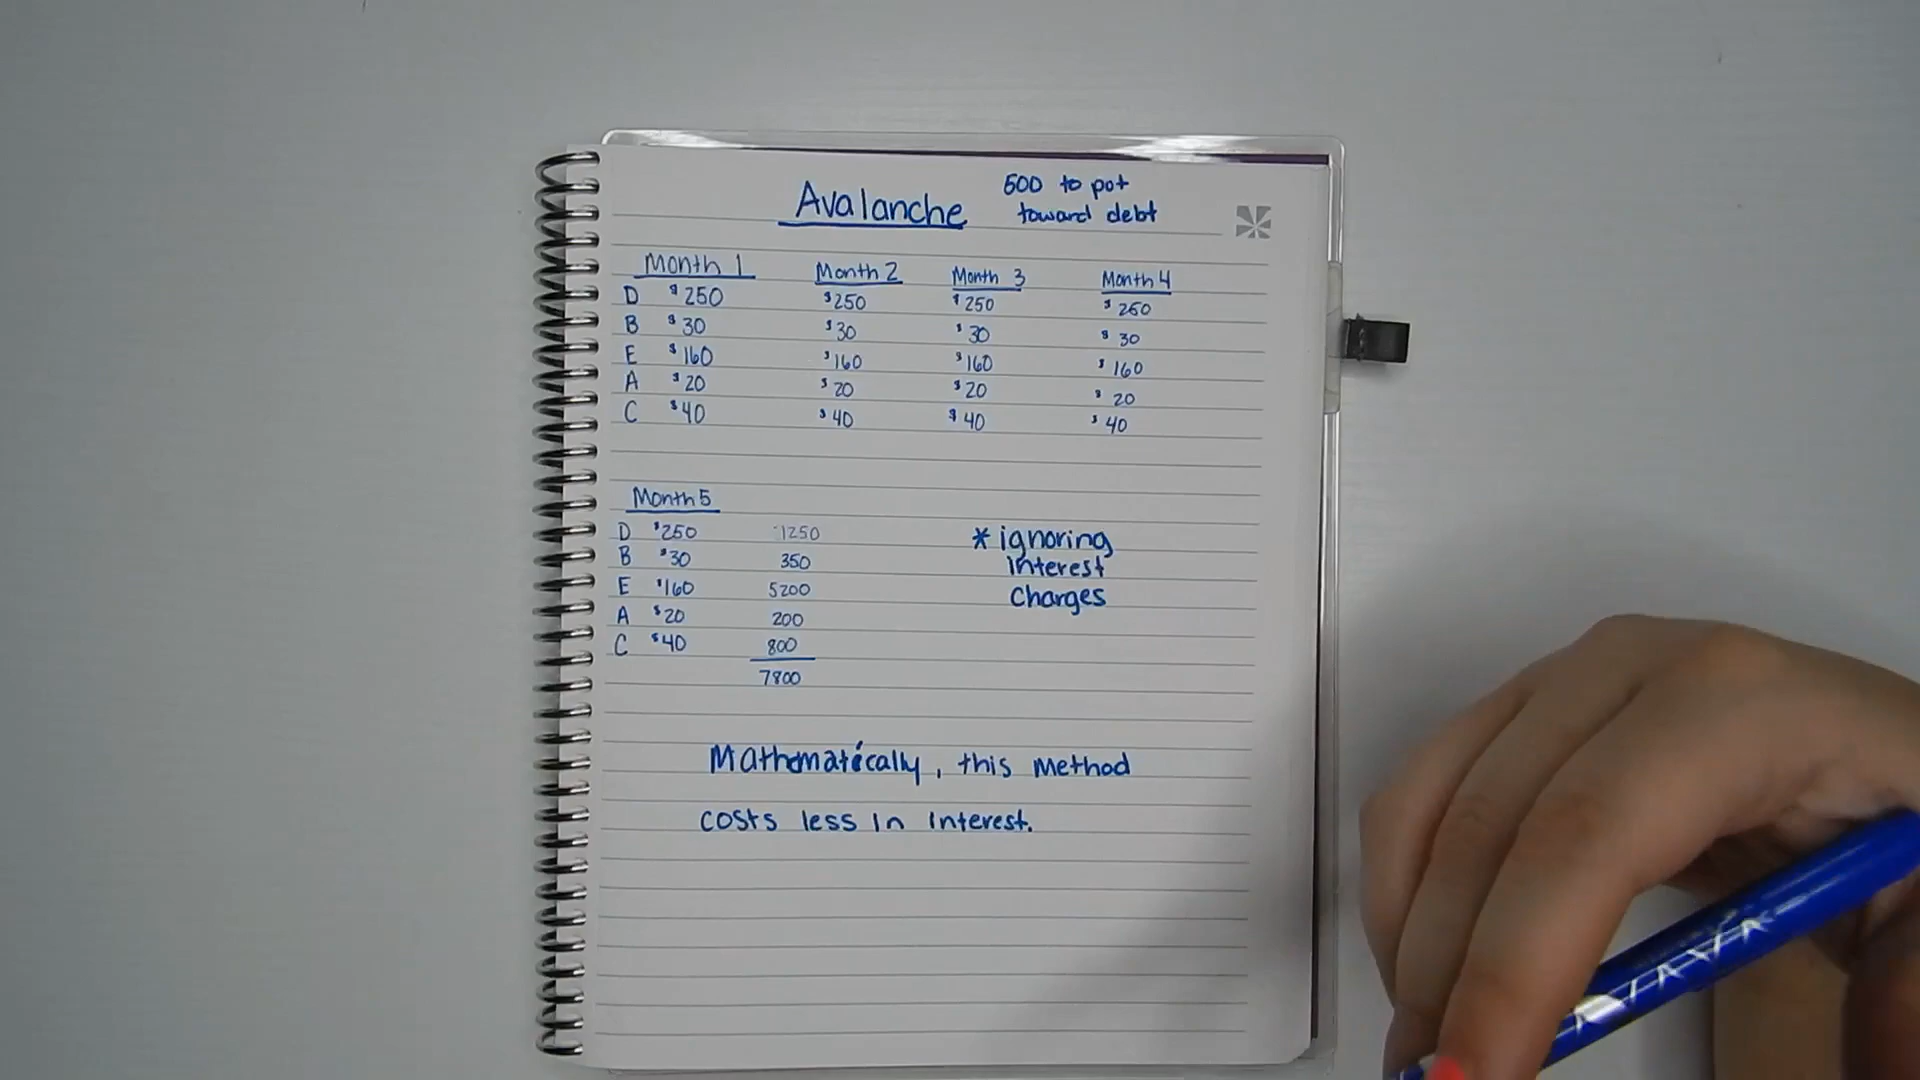 Avalanche
500 to pot
toward debt
Month 1 Month 2 Month 3 Month 4
D $250 $250 $250 $250
B $30 $30 $30 $30
E $160 $160 $160 $160
A $20 $20 $20 $20
C $40 $40 $40 $40
Month 5
D $250 1250
B $30 350
E $160 5200
A $20 200
C $40 800
7800
* ignoring
interest
charges
Mathematically, this method
costs less in interest.